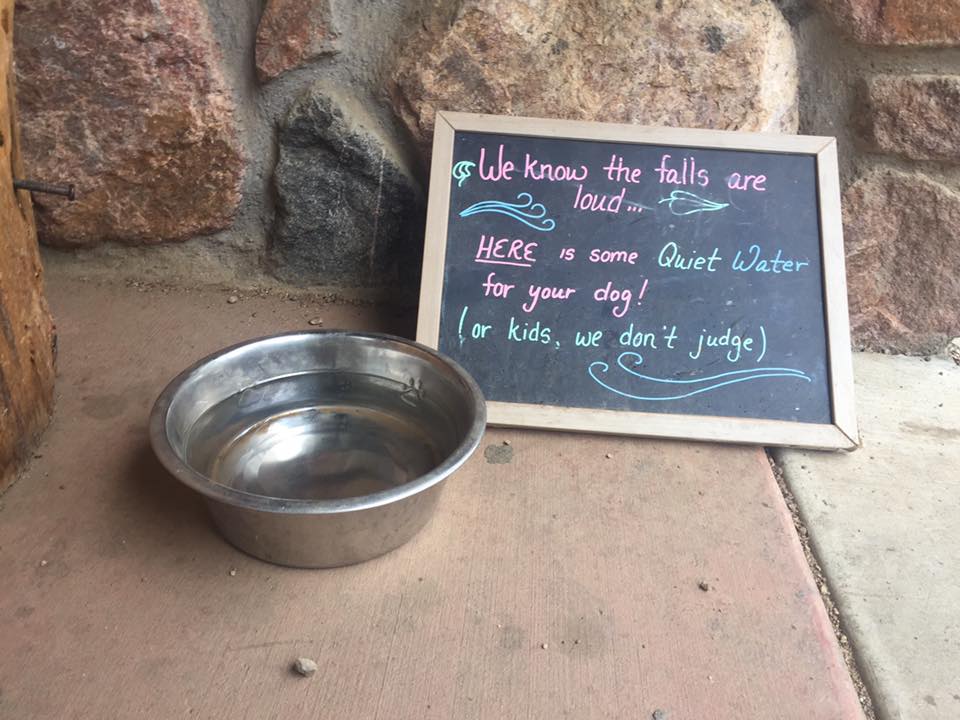 We know the falls are
loud...
HERE is some Quiet Water
for your dog!
(or kids, we don't judge)